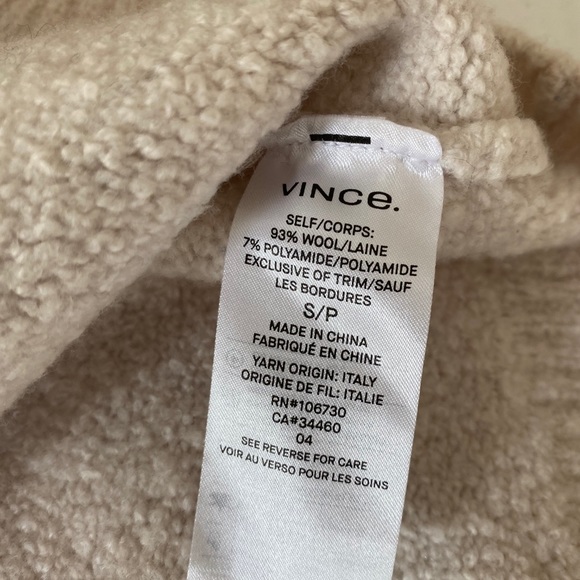 VINCE.
SELF/CORPS:
93% WOOL/LAINE
7% POLYAMIDE/POLYAMIDE
EXCLUSIVE OF TRIM/SAUF
LES BORDURES
S/P
MADE IN CHINA
FABRIQUÉ EN CHINE
YARN ORIGIN: ITALY
ORIGINE DE FIL: ITALIE
RN#106730
CA#34460
04
SEE REVERSE FOR CARE
VOIR AU VERSO POUR LES SOINS